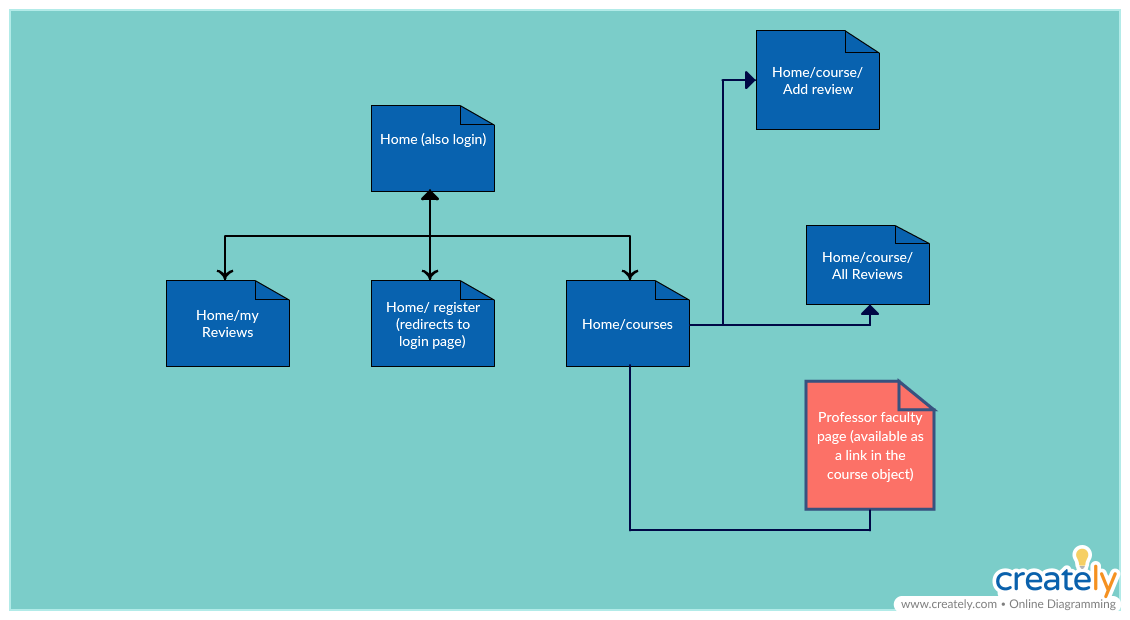 Home/course/
Add review
Home (also login)
Home/course/
All Reviews
Home/my
Reviews
Home/ register
(redirects to
login page)
Home/courses
Professor faculty
page (available as
a link in the
course object)
creately
www.creately.com • Online Diagramming